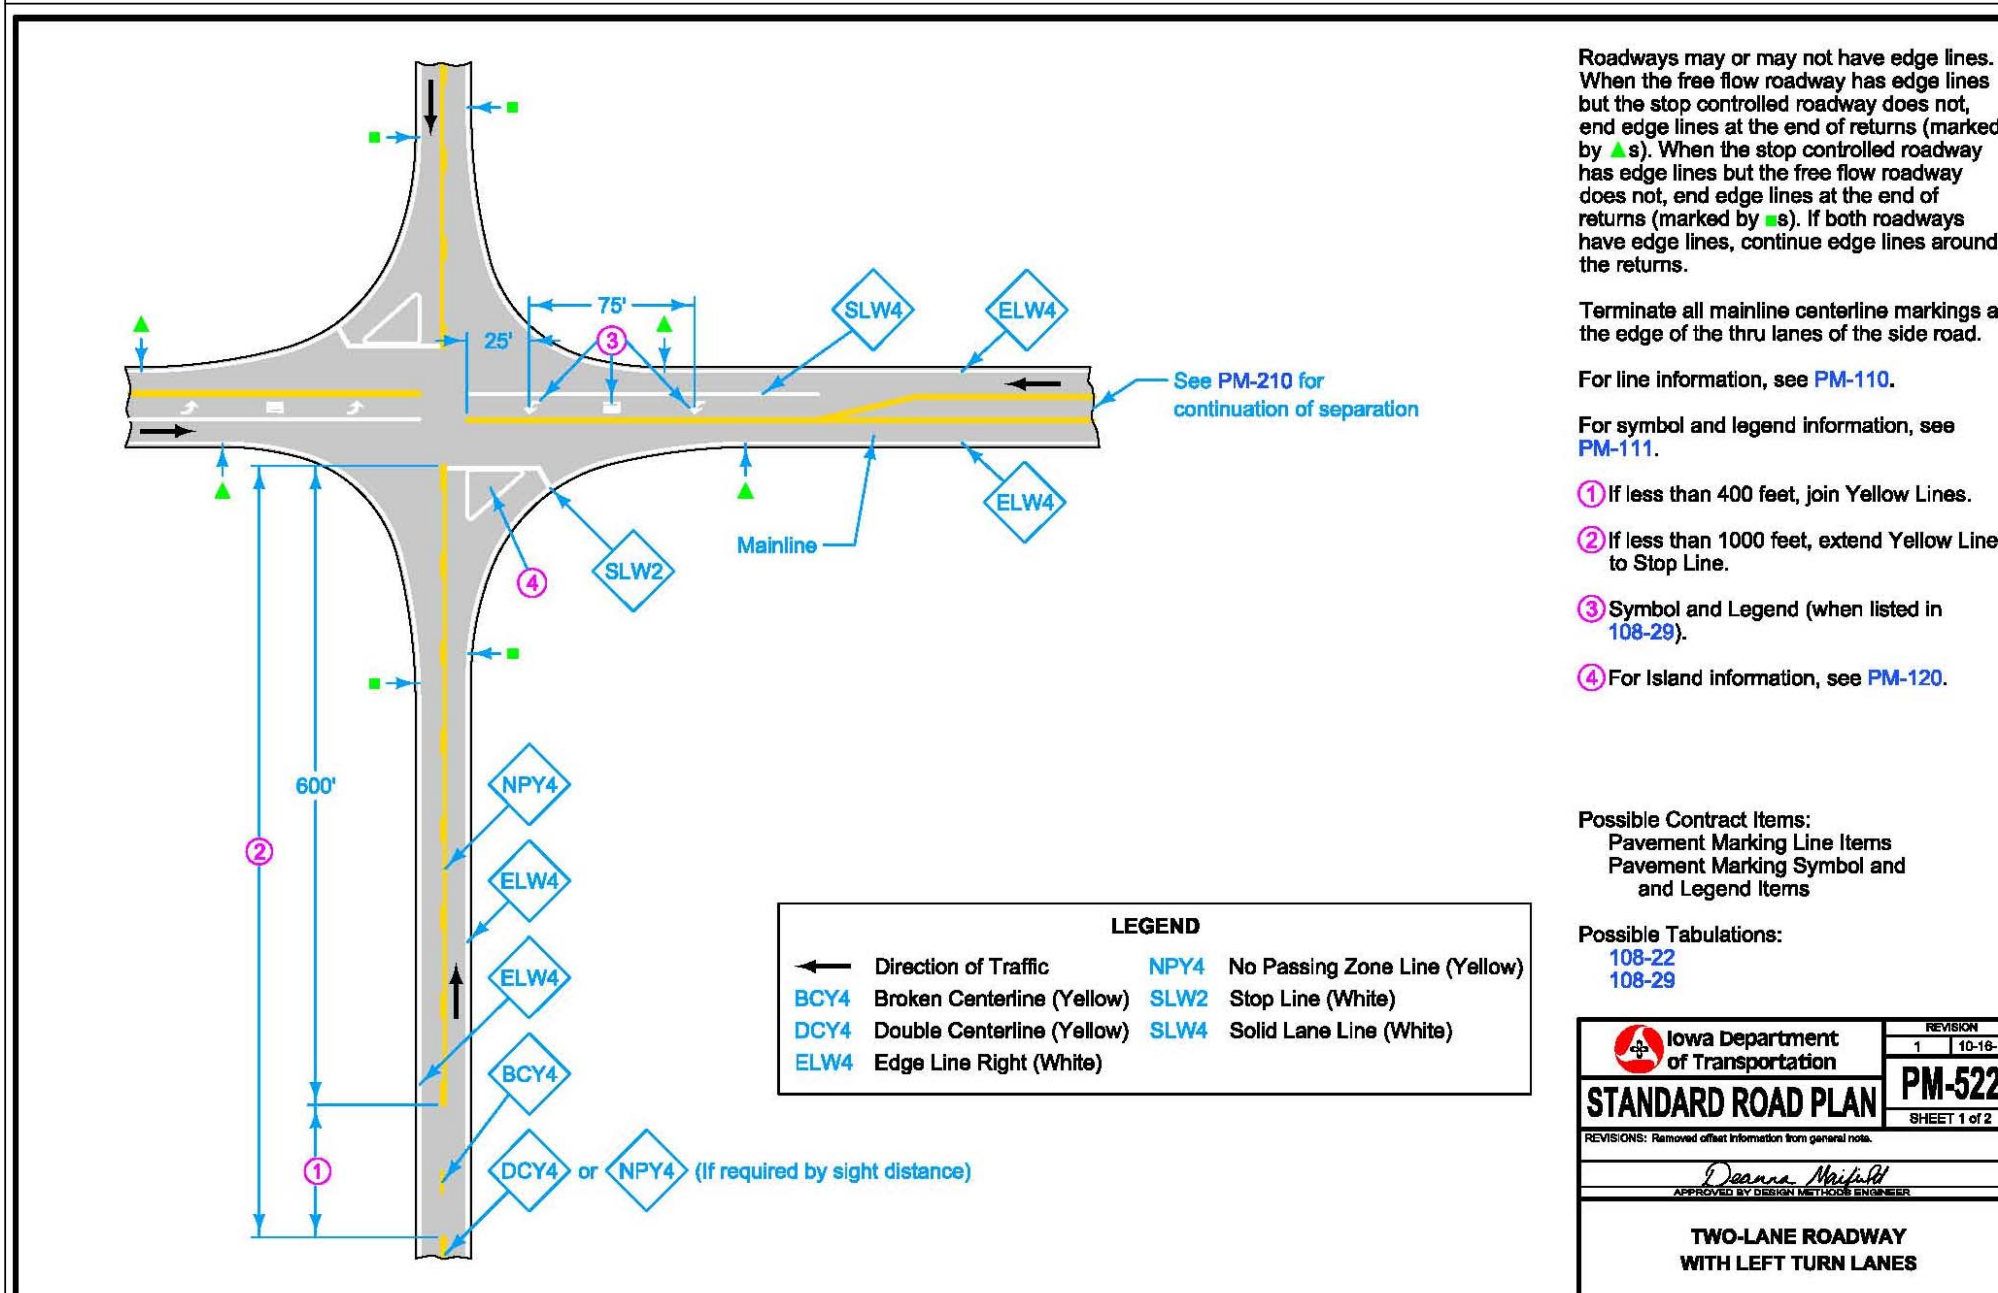 75'
25'
3
SLW4
ELW4
See PM-210 for
continuation of separation
ELW4
Mainline
SLW2
4
600'
2
NPY4
ELW4
ELW4
BCY4
1
DCY4 or NPY4 (If required by sight distance)
LEGEND
Direction of Traffic
NPY4 No Passing Zone Line (Yellow)
BCY4 Broken Centerline (Yellow)
SLW2 Stop Line (White)
DCY4 Double Centerline (Yellow)
SLW4 Solid Lane Line (White)
ELW4 Edge Line Right (White)
Roadways may or may not have edge lines.
When the free flow roadway has edge lines
but the stop controlled roadway does not,
end edge lines at the end of returns (marked
by ▲s). When the stop controlled roadway
has edge lines but the free flow roadway
does not, end edge lines at the end of
returns (marked by ■s). If both roadways
have edge lines, continue edge lines around
the returns.
Terminate all mainline centerline markings a
the edge of the thru lanes of the side road.
For line information, see PM-110.
For symbol and legend information, see
PM-111.
1 If less than 400 feet, join Yellow Lines.
2 If less than 1000 feet, extend Yellow Line
to Stop Line.
3 Symbol and Legend (when listed in
108-29).
4 For Island information, see PM-120.
Possible Contract Items:
Pavement Marking Line Items
Pavement Marking Symbol and
and Legend Items
Possible Tabulations:
108-22
108-29
Iowa Department
of Transportation
REVISION
1 10-16-
STANDARD ROAD PLAN
PM-522
SHEET 1 of 2
REVISIONS: Removed offset information from general note.
Deanna Maifield
APPROVED BY DESIGN METHODS ENGINEER
TWO-LANE ROADWAY
WITH LEFT TURN LANES